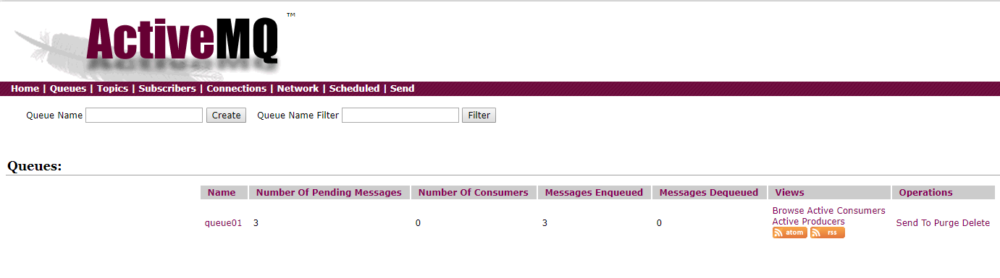 ActiveMQ™
Home | Queues | Topics | Subscribers | Connections | Network | Scheduled | Send
Queue Name Create Queue Name Filter Filter
Queues:
Name Number Of Pending Messages Number Of Consumers Messages Enqueued Messages Dequeued Views Operations
queue01 3 0 3 0 Browse Active Consumers
Active Producers
atom rss
Send To Purge Delete